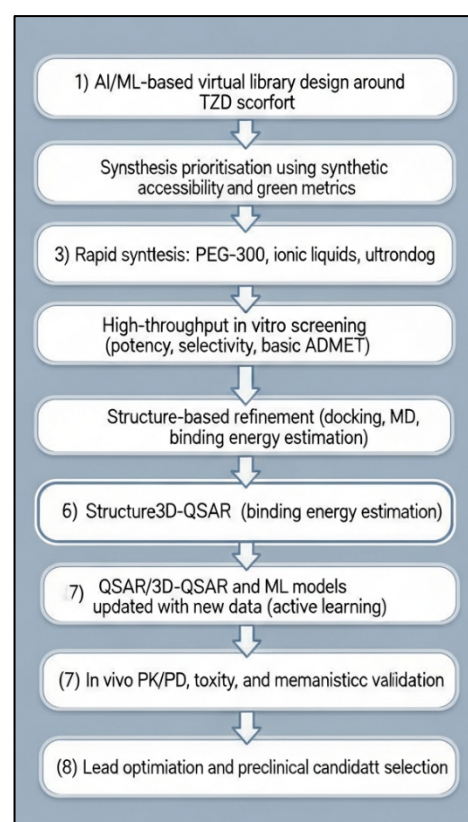 1) AI/ML-based virtual library design around
TZD scorfort
Synsthesis prioritisation using synthetic
accessibility and green metrics
3) Rapid syntlesis: PEG-300, ionic liquids, ultrondog
High-throughput in vitro screening
(potency, selectivity, basic ADMET)
Structure-based refinement (docking, MD,
binding energy estimation)
6) Structure3D-QSAR (binding energy estimation)
7) QSAR/3D-QSAR and ML models
updated with new data (active learning)
(7) In vivo PK/PD, toxity, and memanisticc validation
(8) Lead optimiation and preclinical candidatt selection